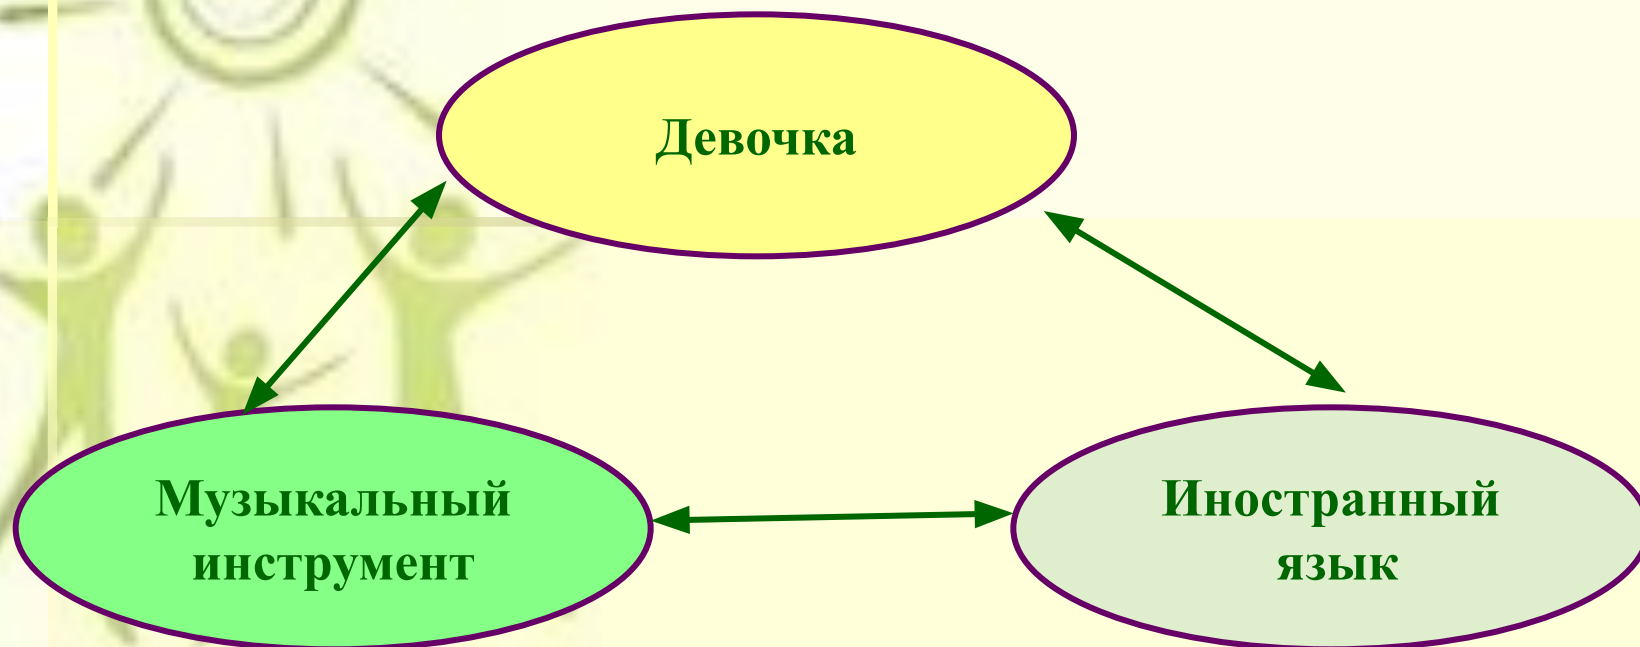 Девочка
Музыкальный
инструмент
Иностранный
язык